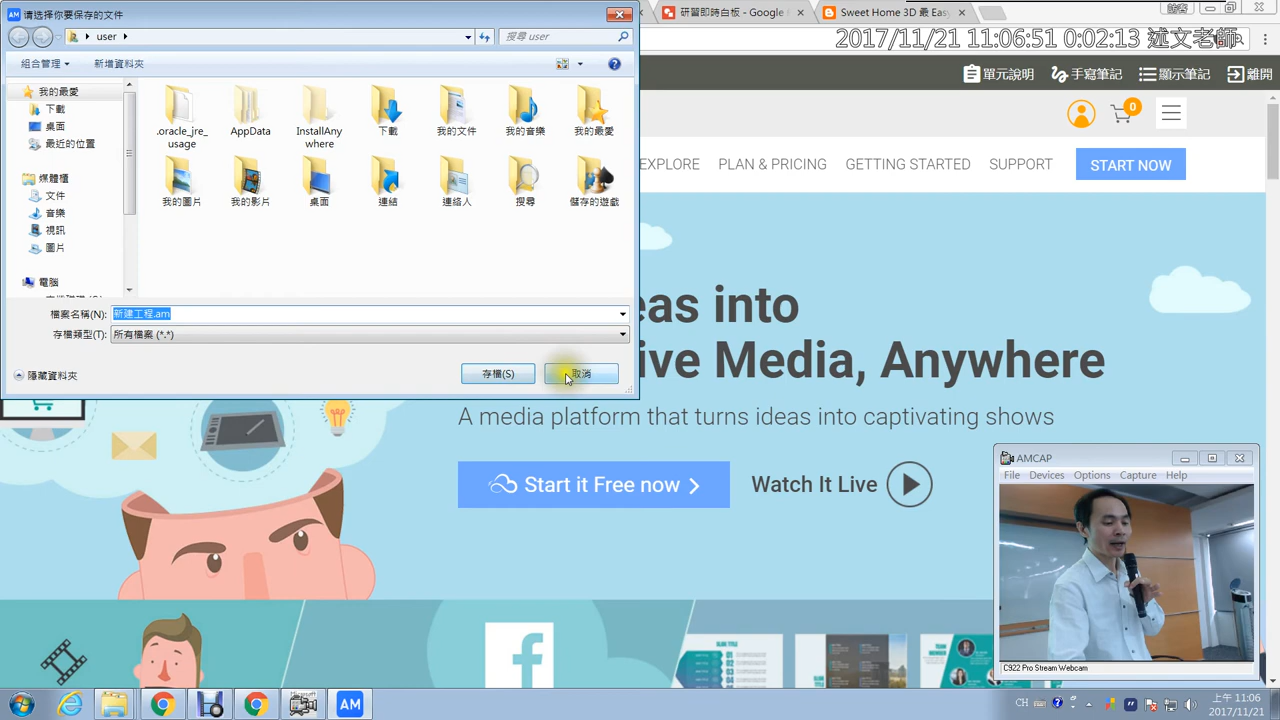 请选择你要保存的文件
研習即時白板 - Google
Sweet Home 3D 最 Easy
訪客
user
搜尋 user
2017/11/21 11:06:51 0:02:13 述文老師
組合管理
新增資料夾
單元說明
手寫筆記
顯示筆記
離開
我的最愛
下載
桌面
最近的位置
媒體櫃
文件
音樂
視訊
圖片
電腦
.oracle_jre_usage
AppData
InstallAnywhere
下載
我的文件
我的音樂
我的最愛
我的圖片
我的影片
桌面
連結
連絡人
搜尋
儲存的遊戲
0
EXPLORE
PLAN & PRICING
GETTING STARTED
SUPPORT
START NOW
檔案名稱(N):
新建工程.am
存檔類型(T):
所有檔案 (*.*)
隱藏資料夾
存檔(S)
取消
eas into
ive Media, Anywhere
A media platform that turns ideas into captivating shows
Start it Free now
Watch It Live
AMCAP
File Devices Options Capture Help
C922 Pro Stream Webcam
AM
CH
上午 11:06
2017/11/21